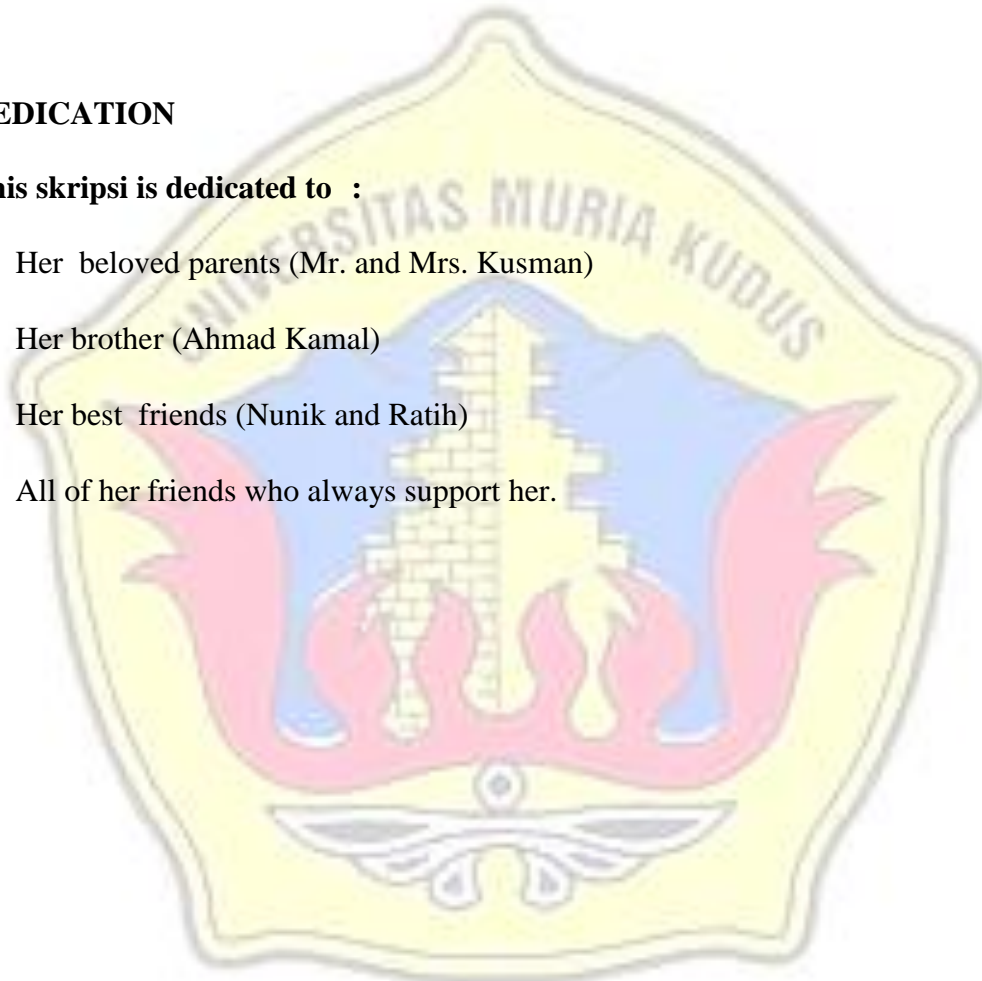 EDICATION
his skripsi is dedicated to :
Her beloved parents (Mr. and Mrs. Kusman)
Her brother (Ahmad Kamal)
Her best friends (Nunik and Ratih)
All of her friends who always support her.
UNIVERSITAS MURIA KUDUS